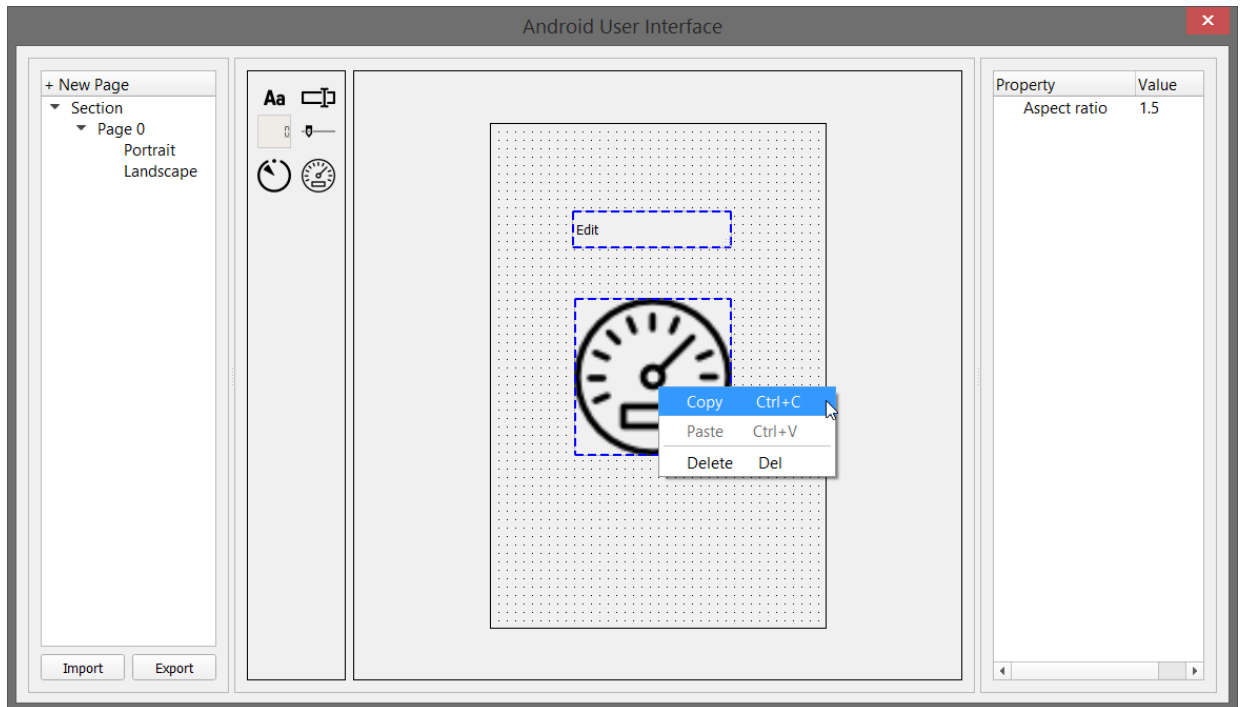 Android User Interface
+ New Page
Section
Page 0
Portrait
Landscape
Import
Export
Aa
0
Edit
Copy Ctrl+C
Paste Ctrl+V
Delete Del
Property Value
Aspect ratio 1.5